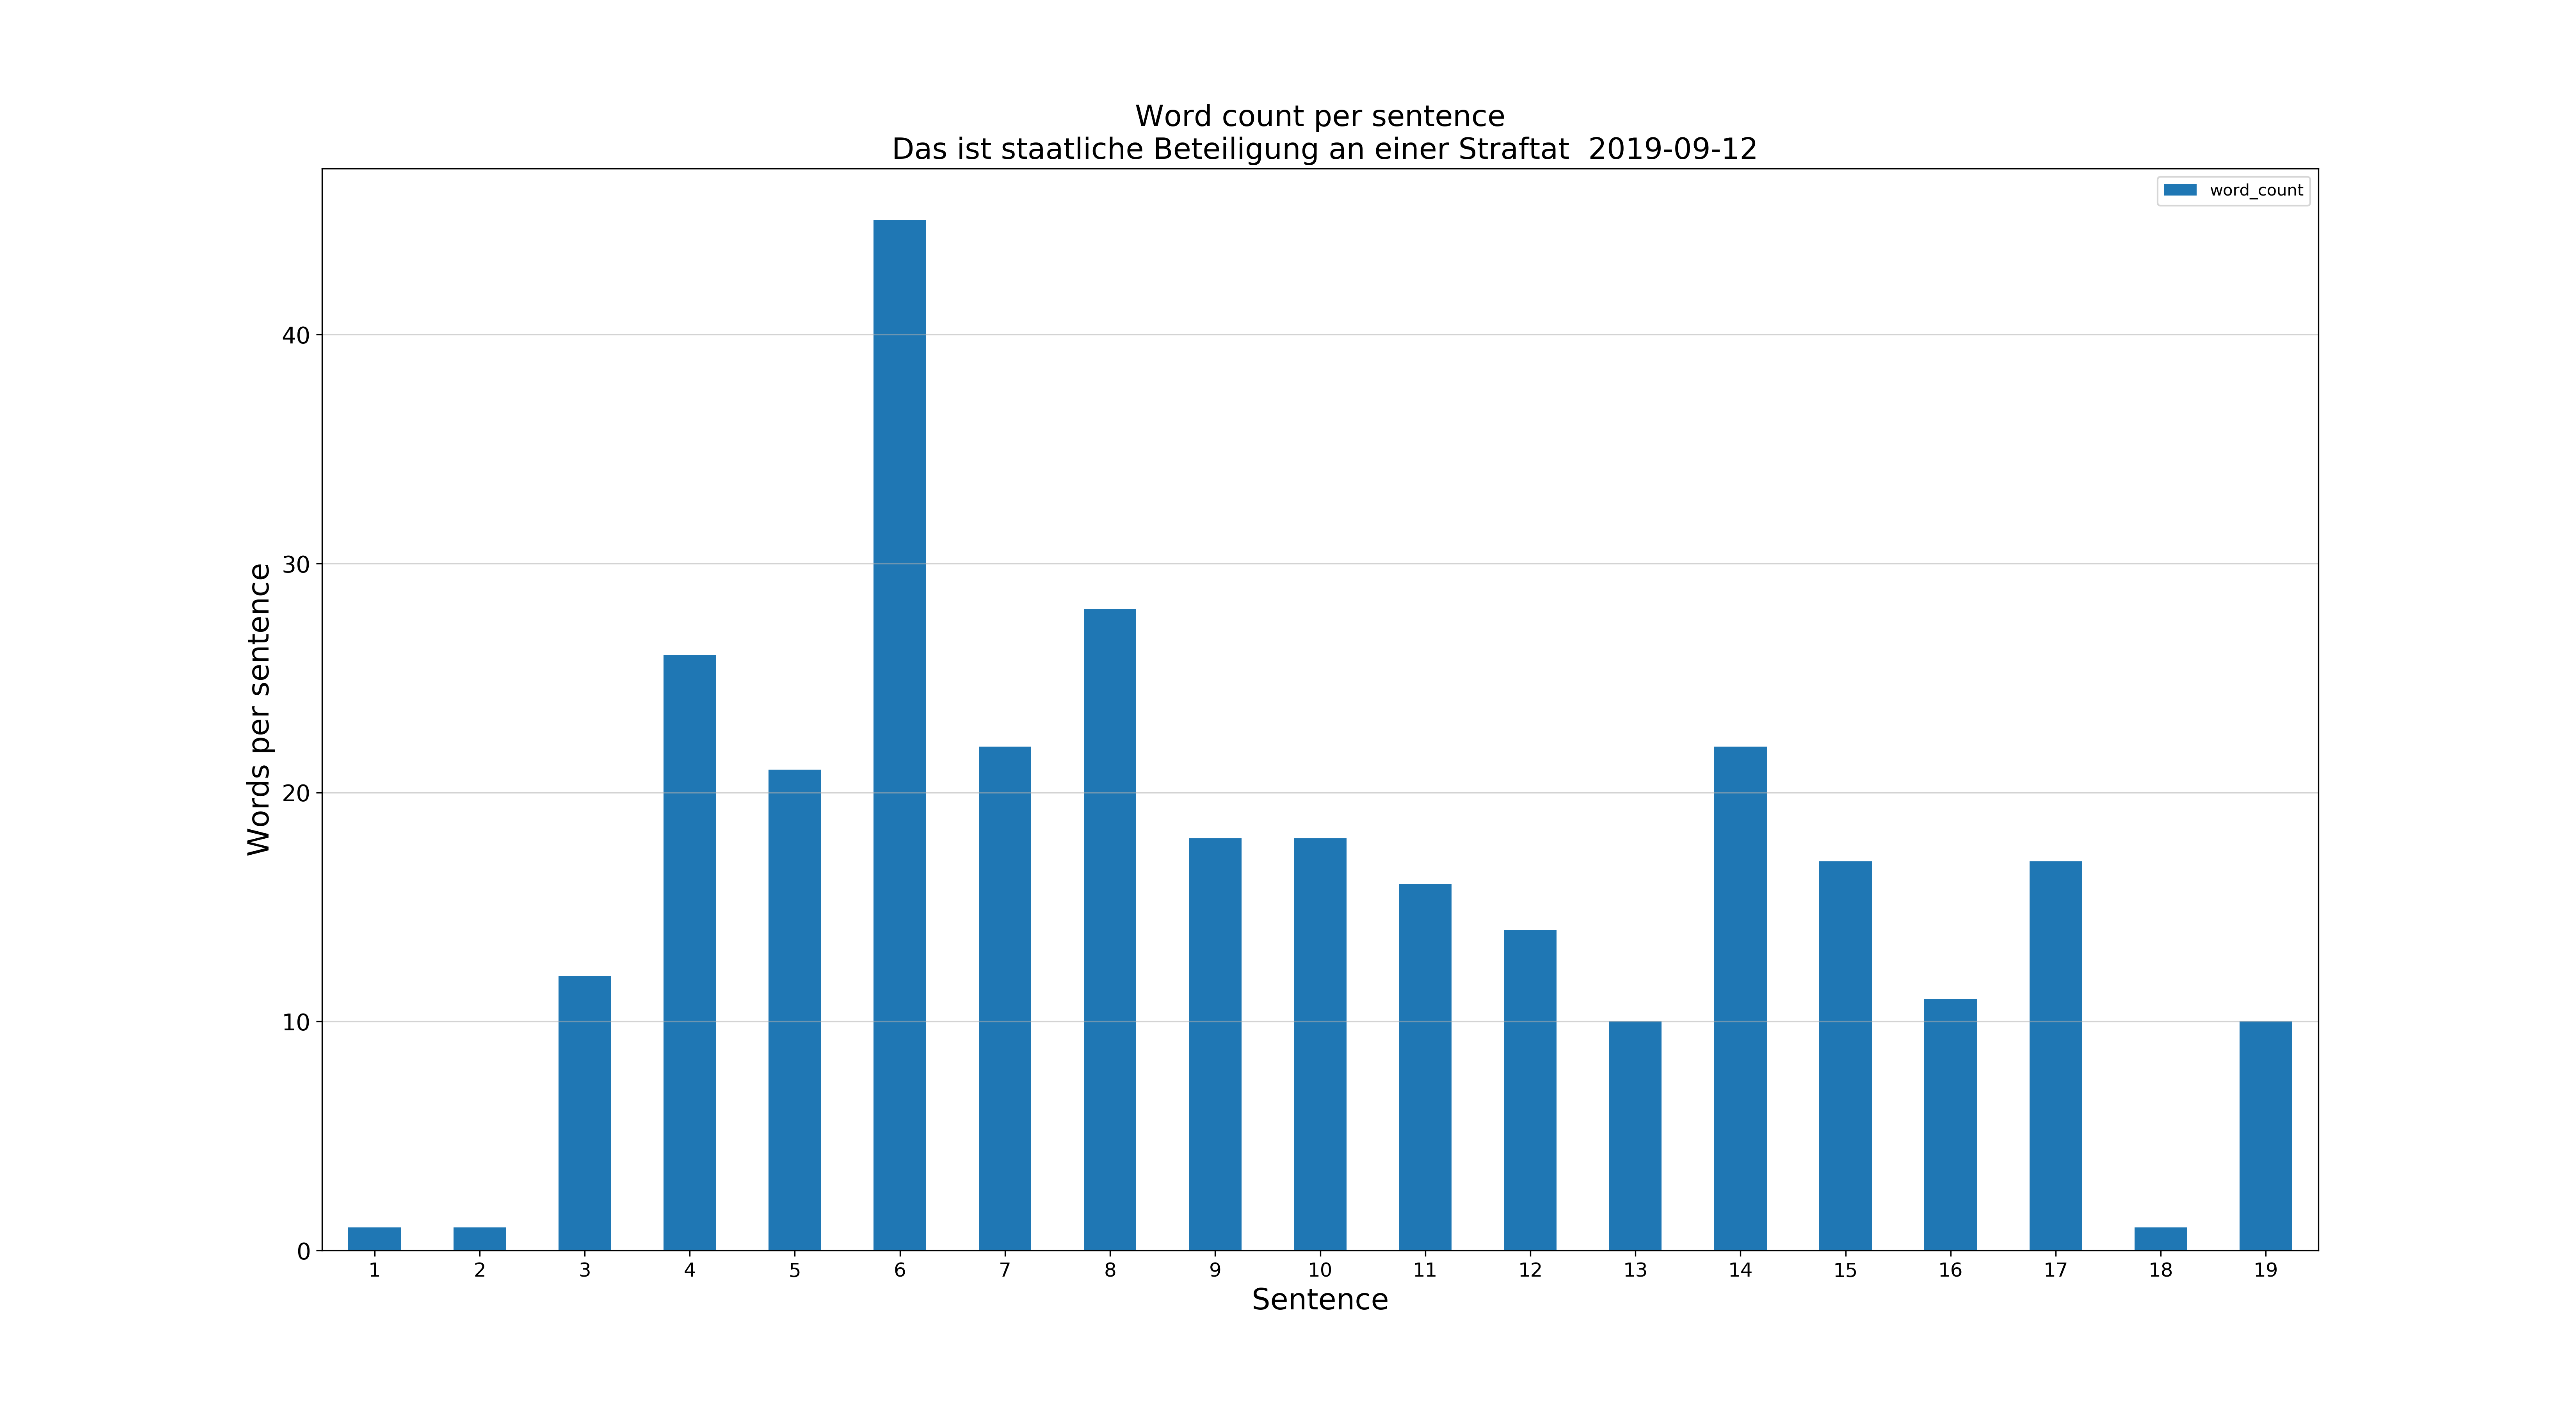 Word count per sentence
Das ist staatliche Beteiligung an einer Straftat  2019-09-12
word_count
Words per sentence
40
30
20
10
0
1 2 3 4 5 6 7 8 9 10 11 12 13 14 15 16 17 18 19
Sentence